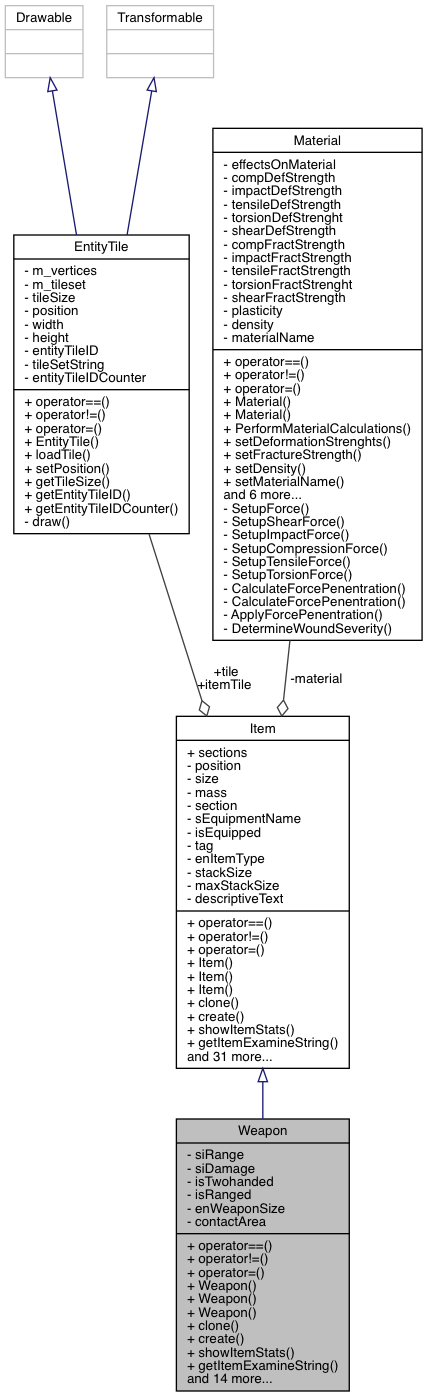 Drawable
Transformable
Material
- effectsOnMaterial
- compDefStrength
- impactDefStrength
- tensileDefStrength
- torsionDefStrenght
- shearDefStrength
- compFractStrength
- impactFractStrength
- tensileFractStrength
- torsionFractStrenght
- shearFractStrength
- plasticity
- density
- materialName
+ operator==()
+ operator!=()
+ operator=()
+ Material()
+ Material()
+ PerformMaterialCalculations()
+ setDeformationStrenghts()
+ setFractureStrength()
+ setDensity()
+ setMaterialName()
and 6 more...
- SetupForce()
- SetupShearForce()
- SetupImpactForce()
- SetupCompressionForce()
- SetupTensileForce()
- SetupTorsionForce()
- CalculateForcePenentration()
- CalculateForcePenentration()
- ApplyForcePenentration()
- DetermineWoundSeverity()
EntityTile
- m_vertices
- m_tileset
- tileSize
- position
- width
- height
- entityTileID
- tileSetString
- entityTileIDCounter
+ operator==()
+ operator!=()
+ operator=()
+ EntityTile()
+ loadTile()
+ setPosition()
+ getTileSize()
+ getEntityTileID()
+ getEntityTileIDCounter()
- draw()
+tile
+itemTile
-material
Item
+ sections
- position
- size
- mass
- section
- sEquipmentName
- isEquipped
- tag
- enItemType
- stackSize
- maxStackSize
- descriptiveText
+ operator==()
+ operator!=()
+ operator=()
+ Item()
+ Item()
+ Item()
+ clone()
+ create()
+ showItemStats()
+ getItemExamineString()
and 31 more...
Weapon
- siRange
- siDamage
- isTwohanded
- isRanged
- enWeaponSize
- contactArea
+ operator==()
+ operator!=()
+ operator=()
+ Weapon()
+ Weapon()
+ Weapon()
+ clone()
+ create()
+ showItemStats()
+ getItemExamineString()
and 14 more...